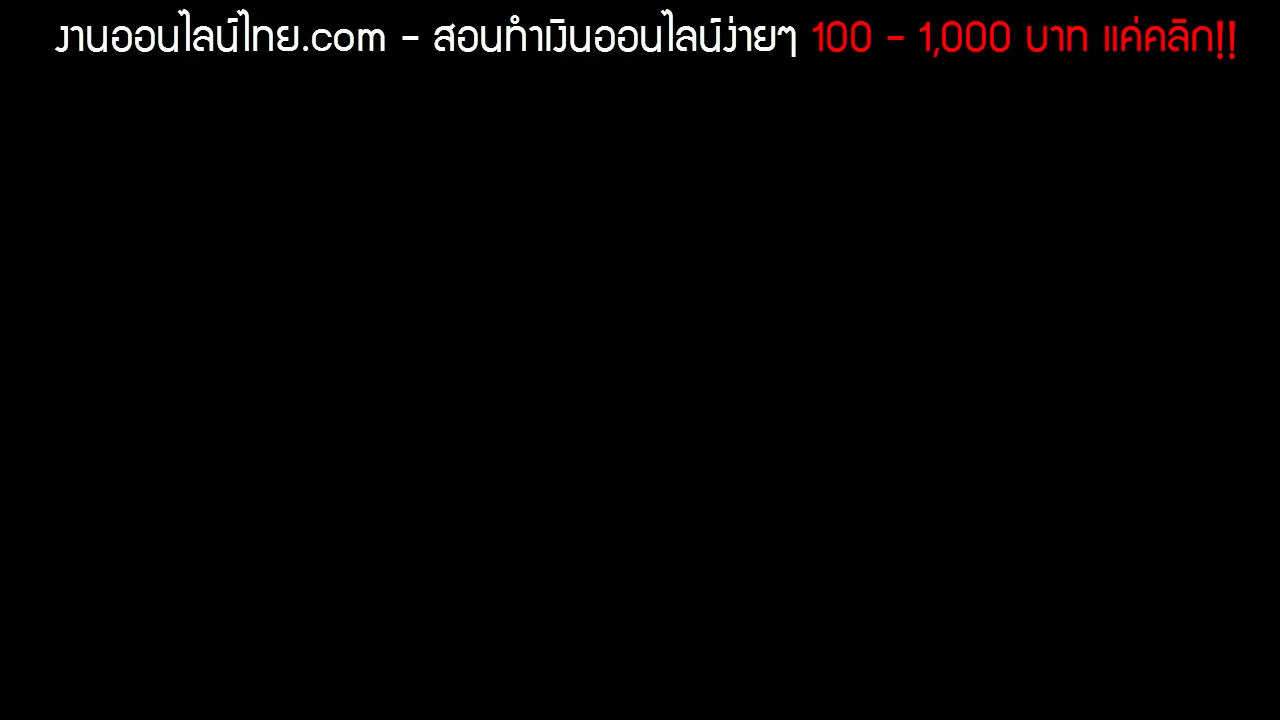 งานออนไลน์ไทย.com - สอนทำเงินออนไลน์ง่ายๆ 100 - 1,000 บาท แค่คลิก!!